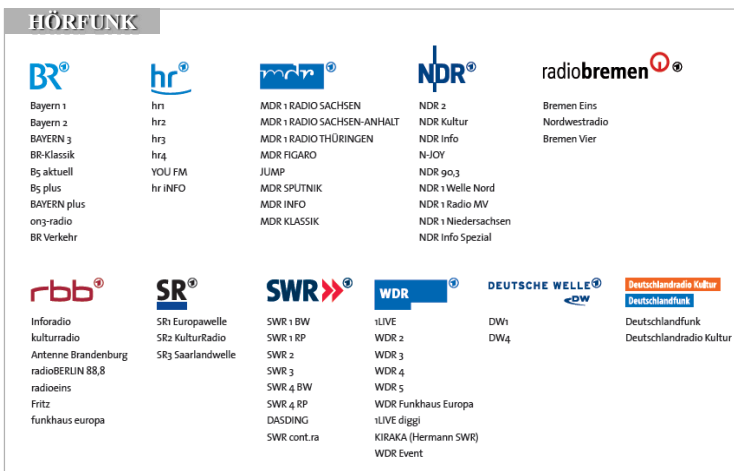 HÖRFUNK
BR
Bayern 1
Bayern 2
BAYERN 3
BR-Klassik
B5 aktuell
B5 plus
BAYERN plus
on3-radio
BR Verkehr
hr
hr1
hr2
hr3
hr4
YOU FM
hr iNFO
mdr
MDR 1 RADIO SACHSEN
MDR 1 RADIO SACHSEN-ANHALT
MDR 1 RADIO THÜRINGEN
MDR FIGARO
JUMP
MDR SPUTNIK
MDR INFO
MDR KLASSIK
NDR
NDR 2
NDR Kultur
NDR Info
N-JOY
NDR 90,3
NDR 1 Welle Nord
NDR 1 Radio MV
NDR 1 Niedersachsen
NDR Info Spezial
radiobremen
Bremen Eins
Nordwestradio
Bremen Vier
rbb
Inforadio
kulturradio
Antenne Brandenburg
radioBERLIN 88,8
radioeins
Fritz
funkhaus europa
SR
SR1 Europawelle
SR2 KulturRadio
SR3 Saarlandwelle
SWR
SWR 1 BW
SWR 1 RP
SWR 2
SWR 3
SWR 4 BW
SWR 4 RP
DASDING
SWR cont.ra
WDR
1LIVE
WDR 2
WDR 3
WDR 4
WDR 5
WDR Funkhaus Europa
1LIVE diggi
KIRAKA (Hermann SWR)
WDR Event
DEUTSCHE WELLE
DW
DW1
DW4
Deutschlandradio Kultur
Deutschlandfunk
Deutschlandfunk
Deutschlandradio Kultur